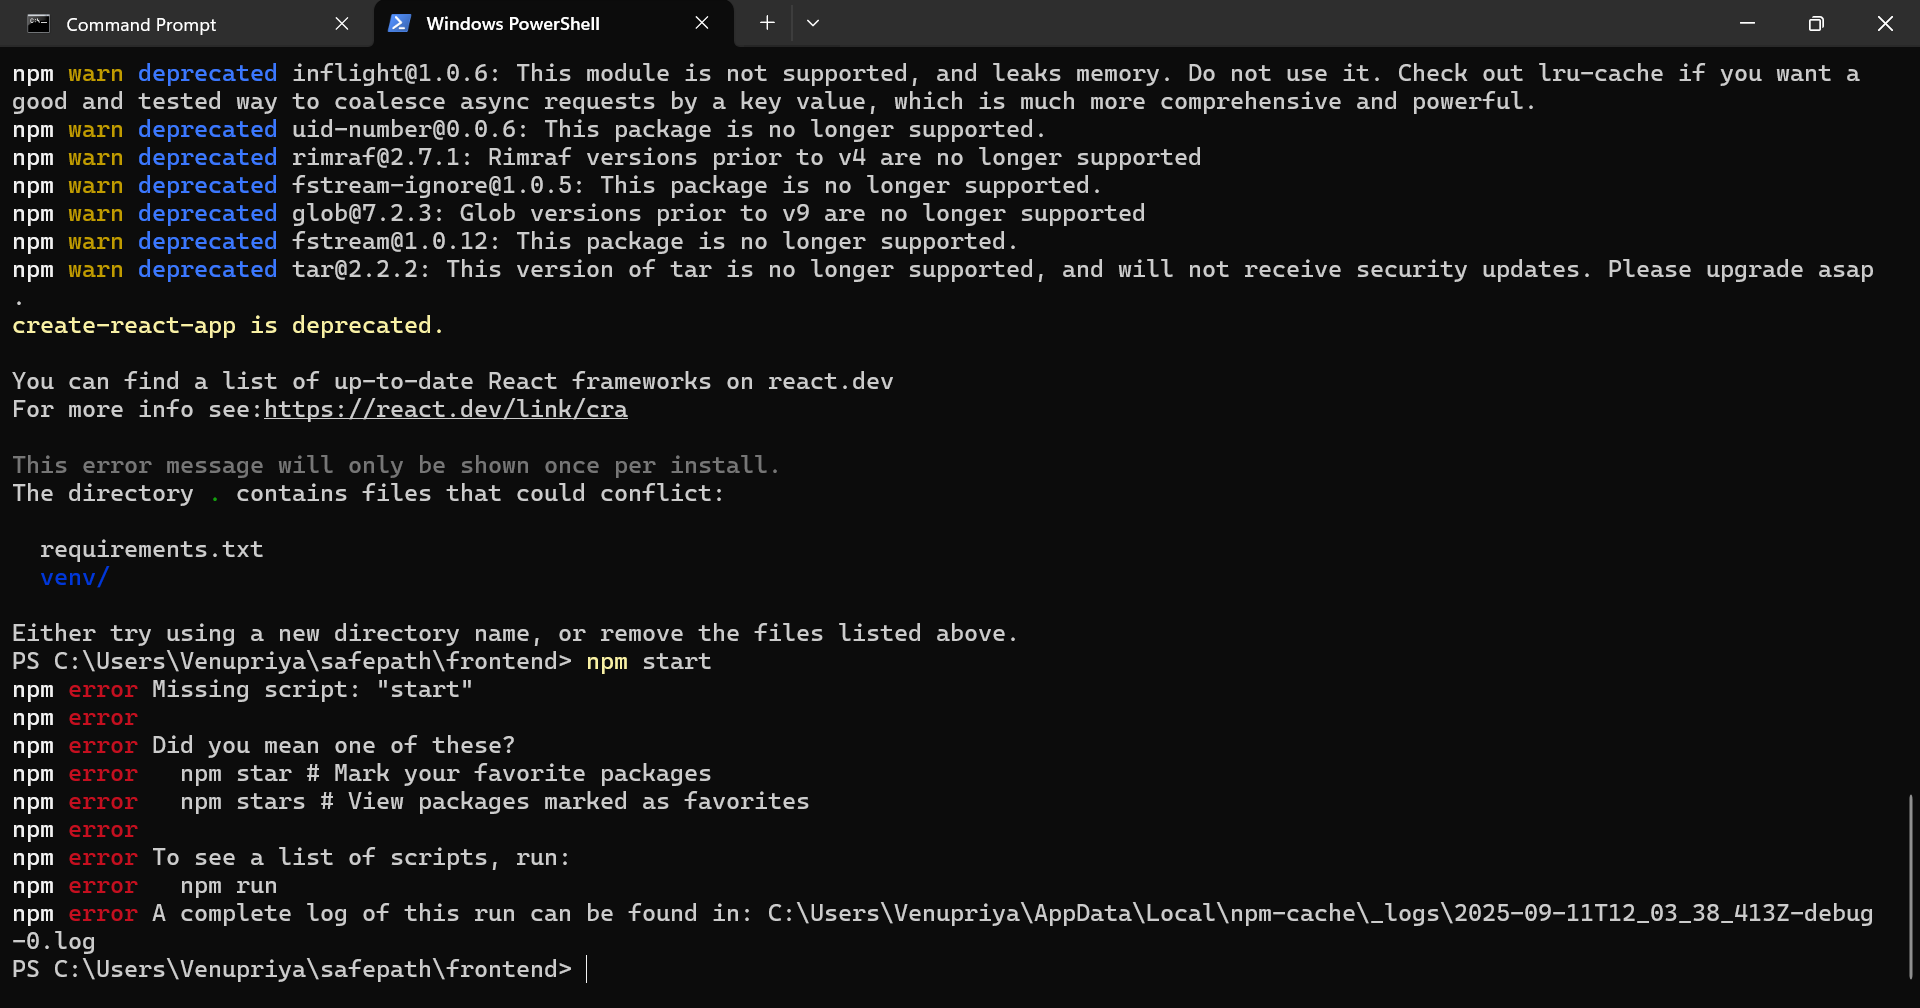 Command Prompt
Windows PowerShell
npm warn deprecated inflight@1.0.6: This module is not supported, and leaks memory. Do not use it. Check out lru-cache if you want a
good and tested way to coalesce async requests by a key value, which is much more comprehensive and powerful.
npm warn deprecated uid-number@0.0.6: This package is no longer supported.
npm warn deprecated rimraf@2.7.1: Rimraf versions prior to v4 are no longer supported
npm warn deprecated fstream-ignore@1.0.5: This package is no longer supported.
npm warn deprecated glob@7.2.3: Glob versions prior to v9 are no longer supported
npm warn deprecated fstream@1.0.12: This package is no longer supported.
npm warn deprecated tar@2.2.2: This version of tar is no longer supported, and will not receive security updates. Please upgrade asap
.
create-react-app is deprecated.
You can find a list of up-to-date React frameworks on react.dev
For more info see:https://react.dev/link/cra
This error message will only be shown once per install.
The directory . contains files that could conflict:
requirements.txt
venv/
Either try using a new directory name, or remove the files listed above.
PS C:\Users\Venupriya\safepath\frontend> npm start
npm error Missing script: "start"
npm error
npm error Did you mean one of these?
npm error   npm star # Mark your favorite packages
npm error   npm stars # View packages marked as favorites
npm error
npm error To see a list of scripts, run:
npm error   npm run
npm error A complete log of this run can be found in: C:\Users\Venupriya\AppData\Local\npm-cache\_logs\2025-09-11T12_03_38_413Z-debug
-0.log
PS C:\Users\Venupriya\safepath\frontend>